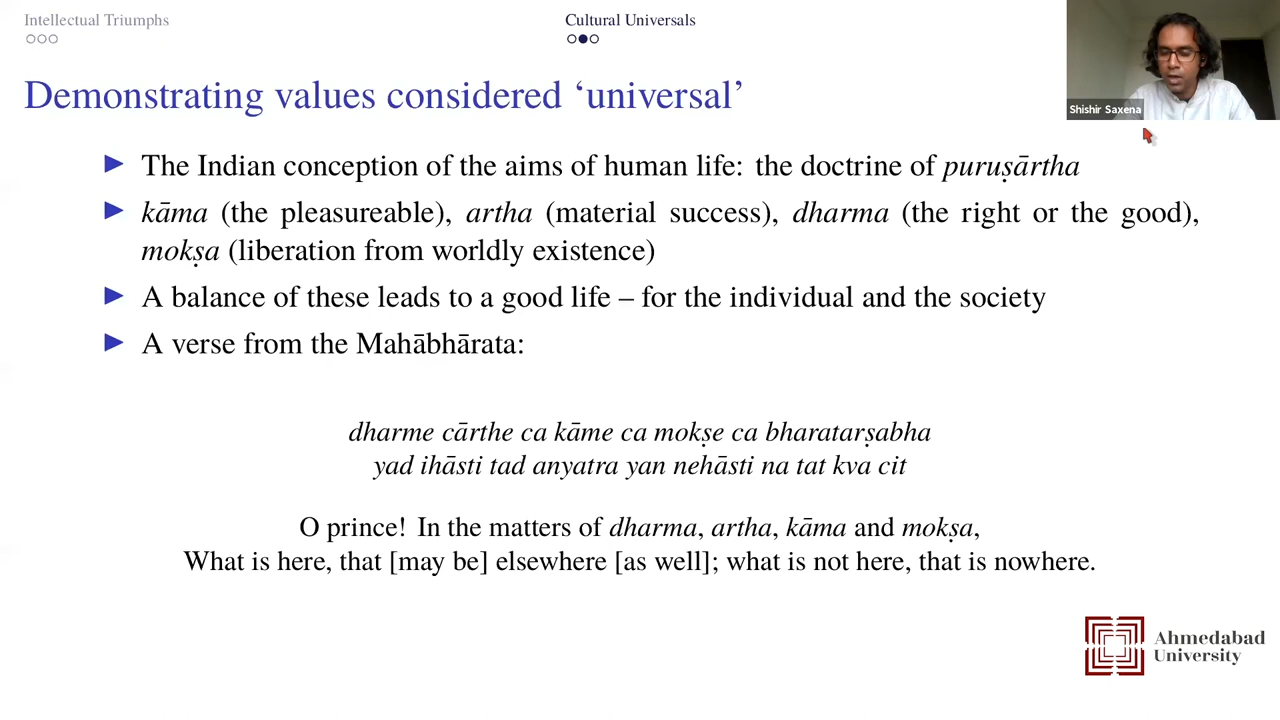 Intellectual Triumphs
Cultural Universals
Shishir Saxena
Demonstrating values considered ‘universal’
The Indian conception of the aims of human life: the doctrine of puruṣārtha
kāma (the pleasureable), artha (material success), dharma (the right or the good),
mokṣa (liberation from worldly existence)
A balance of these leads to a good life – for the individual and the society
A verse from the Mahābhārata:
dharme cārthe ca kāme ca mokṣe ca bharatarṣabha
yad ihāsti tad anyatra yan nehāsti na tat kva cit
O prince! In the matters of dharma, artha, kāma and mokṣa,
What is here, that [may be] elsewhere [as well]; what is not here, that is nowhere.
Ahmedabad
University